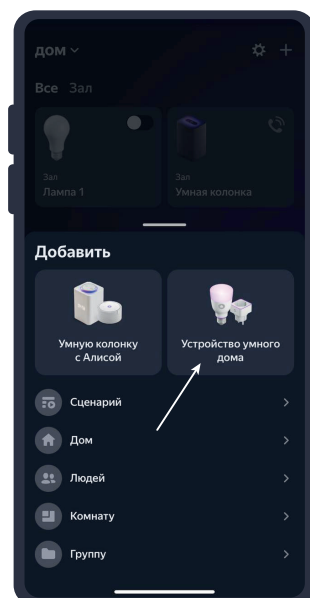 дом
Все Зал
Зал
Лампа 1
Зал
Умная колонка
Добавить
Умную колонку
с Алисой
Устройство умного
дома
Сценарий
Дом
Людей
Комнату
Группу